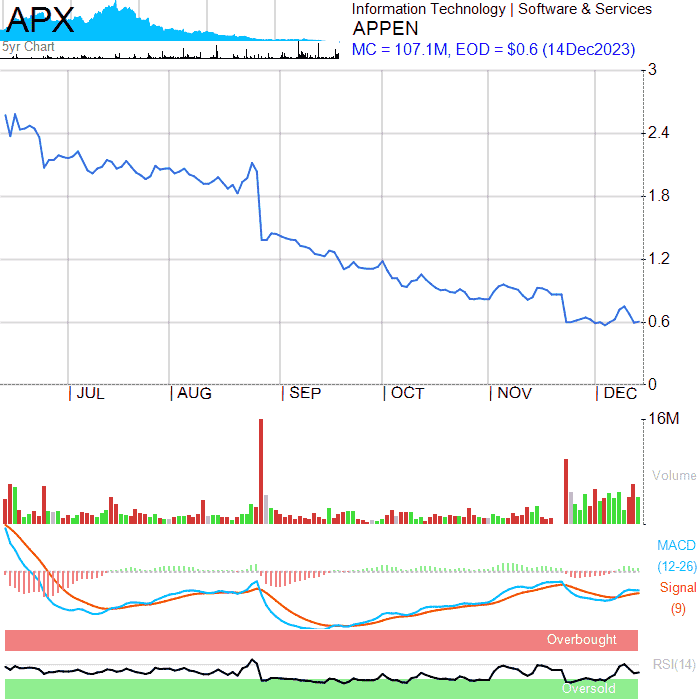 APX
5yr Chart
Information Technology | Software & Services
APPEN
MC = 107.1M, EOD = $0.6 (14Dec2023)
3
2.4
1.8
1.2
0.6
0
| JUL | AUG | SEP | OCT | NOV | DEC
16M
Volume
MACD
(12-26)
Signal
(9)
Overbought
RSI(14)
Oversold